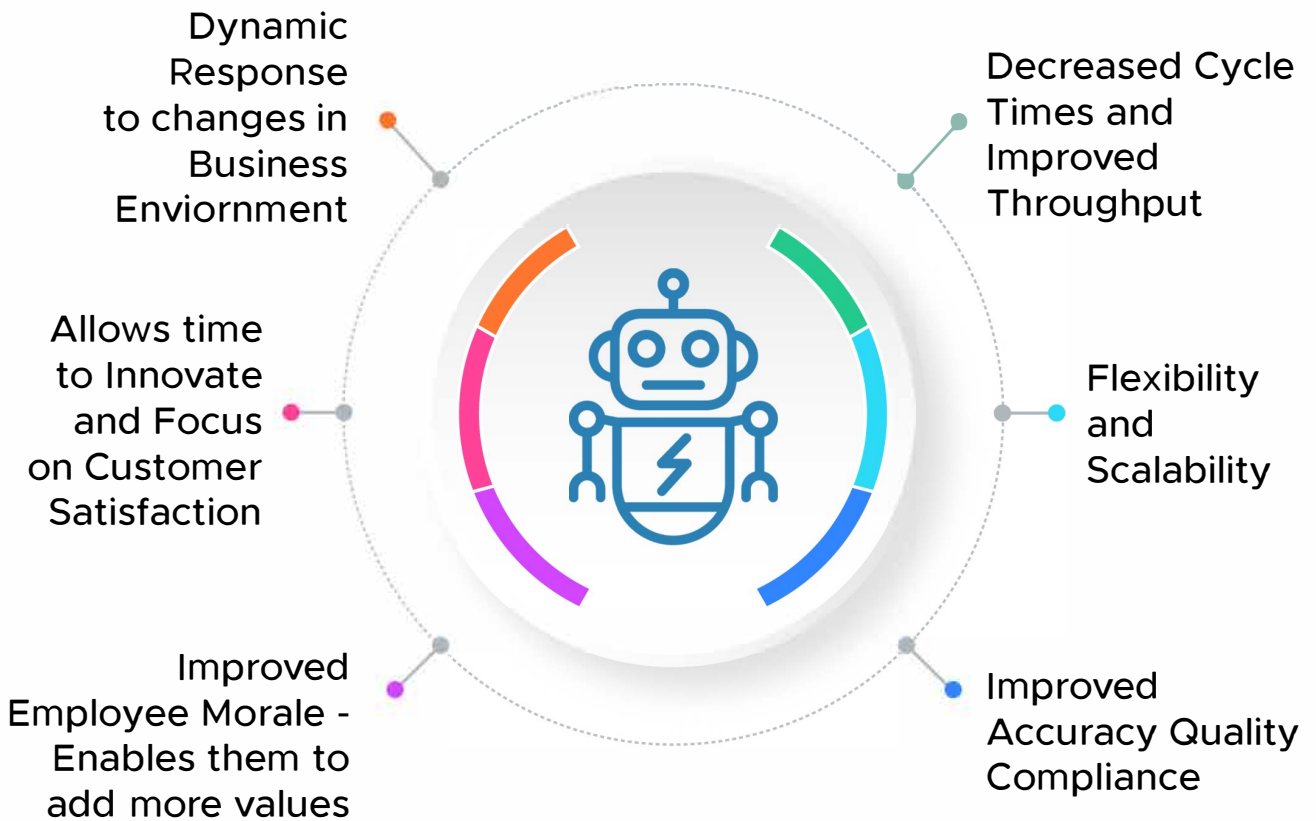 Dynamic
Response
to changes in
Business
Enviornment
Decreased Cycle
Times and
Improved
Throughput
Allows time
to Innovate
and Focus
on Customer
Satisfaction
Flexibility
and
Scalability
Improved
Employee Morale -
Enables them to
add more values
Improved
Accuracy Quality
Compliance